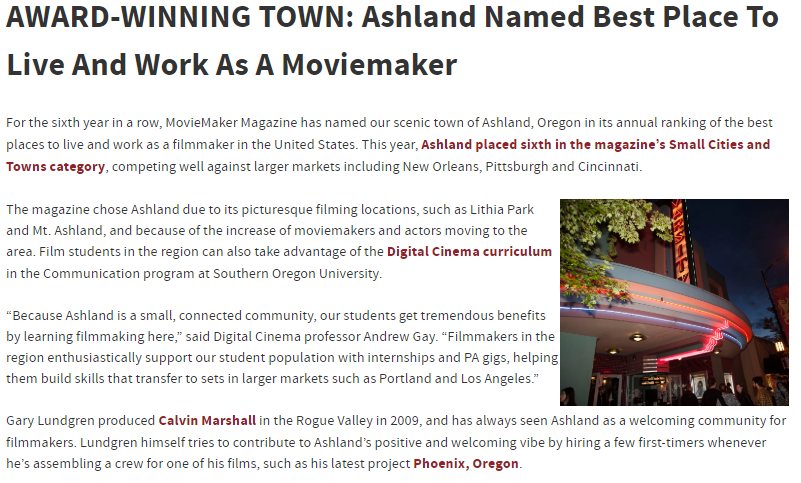 AWARD-WINNING TOWN: Ashland Named Best Place To
Live And Work As A Moviemaker
For the sixth year in a row, MovieMaker Magazine has named our scenic town of Ashland, Oregon in its annual ranking of the best
places to live and work as a filmmaker in the United States. This year, Ashland placed sixth in the magazine’s Small Cities and
Towns category, competing well against larger markets including New Orleans, Pittsburgh and Cincinnati.
The magazine chose Ashland due to its picturesque filming locations, such as Lithia Park
and Mt. Ashland, and because of the increase of moviemakers and actors moving to the
area. Film students in the region can also take advantage of the Digital Cinema curriculum
in the Communication program at Southern Oregon University.
“Because Ashland is a small, connected community, our students get tremendous benefits
by learning filmmaking here,” said Digital Cinema professor Andrew Gay. “Filmmakers in the
region enthusiastically support our student population with internships and PA gigs, helping
them build skills that transfer to sets in larger markets such as Portland and Los Angeles.”
VARSITY
Gary Lundgren produced Calvin Marshall in the Rogue Valley in 2009, and has always seen Ashland as a welcoming community for
filmmakers. Lundgren himself tries to contribute to Ashland’s positive and welcoming vibe by hiring a few first-timers whenever
he’s assembling a crew for one of his films, such as his latest project Phoenix, Oregon.